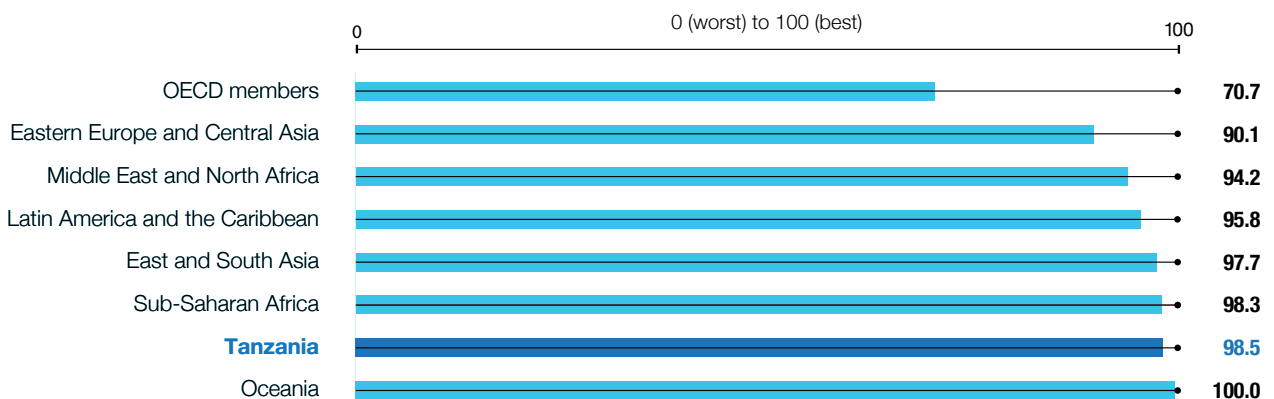 0 (worst) to 100 (best)
0 100
OECD members 70.7
Eastern Europe and Central Asia 90.1
Middle East and North Africa 94.2
Latin America and the Caribbean 95.8
East and South Asia 97.7
Sub-Saharan Africa 98.3
Tanzania 98.5
Oceania 100.0